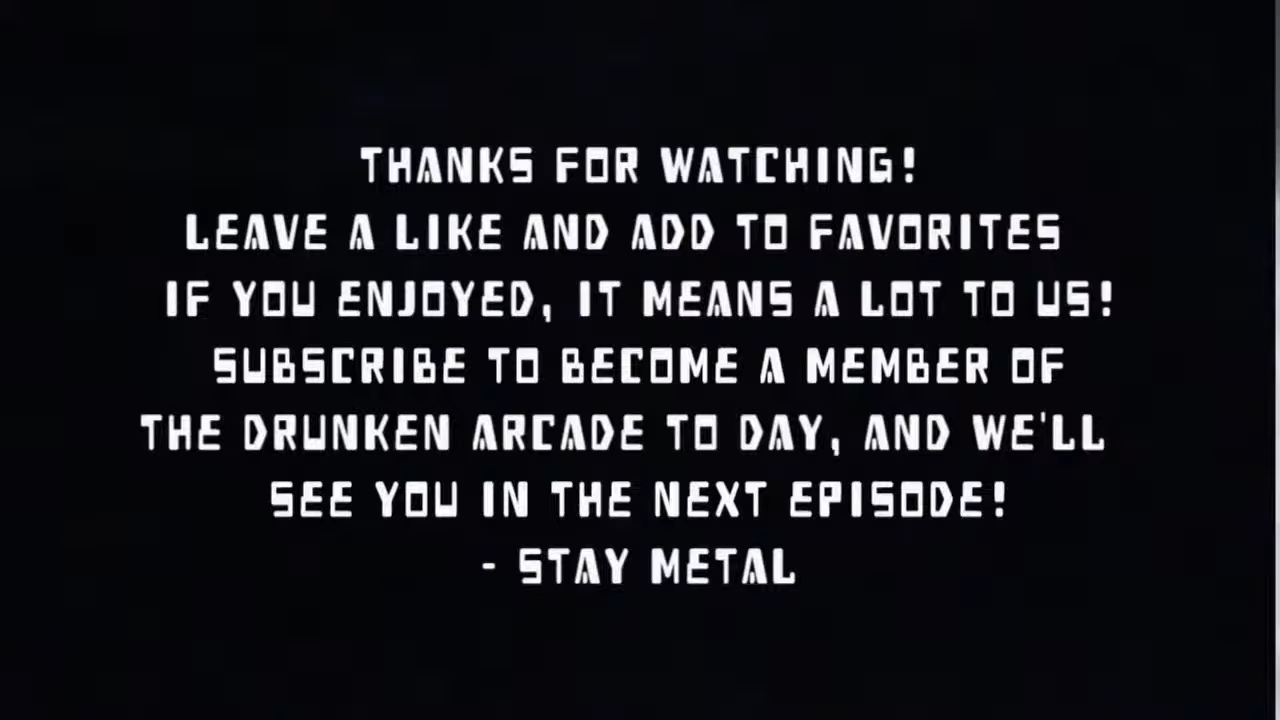 THANKS FOR WATCHING!
LEAVE A LIKE AND ADD TO FAVORITES
IF YOU ENJOYED, IT MEANS A LOT TO US!
SUBSCRIBE TO BECOME A MEMBER OF
THE DRUNKEN ARCADE TO DAY, AND WE'LL
SEE YOU IN THE NEXT EPISODE!
- STAY METAL